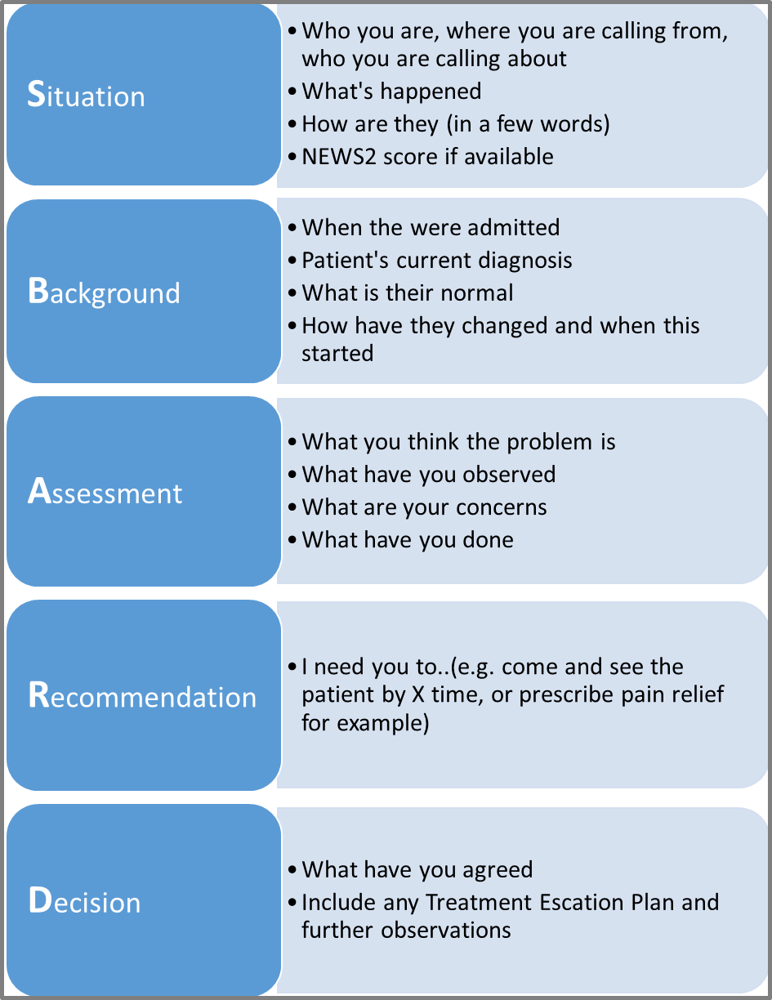 Situation
• Who you are, where you are calling from,
who you are calling about
• What's happened
• How are they (in a few words)
• NEWS2 score if available
Background
• When the were admitted
• Patient's current diagnosis
• What is their normal
• How have they changed and when this
started
Assessment
• What you think the problem is
• What have you observed
• What are your concerns
• What have you done
Recommendation
• I need you to..(e.g. come and see the
patient by X time, or prescribe pain relief
for example)
Decision
• What have you agreed
• Include any Treatment Escation Plan and
further observations